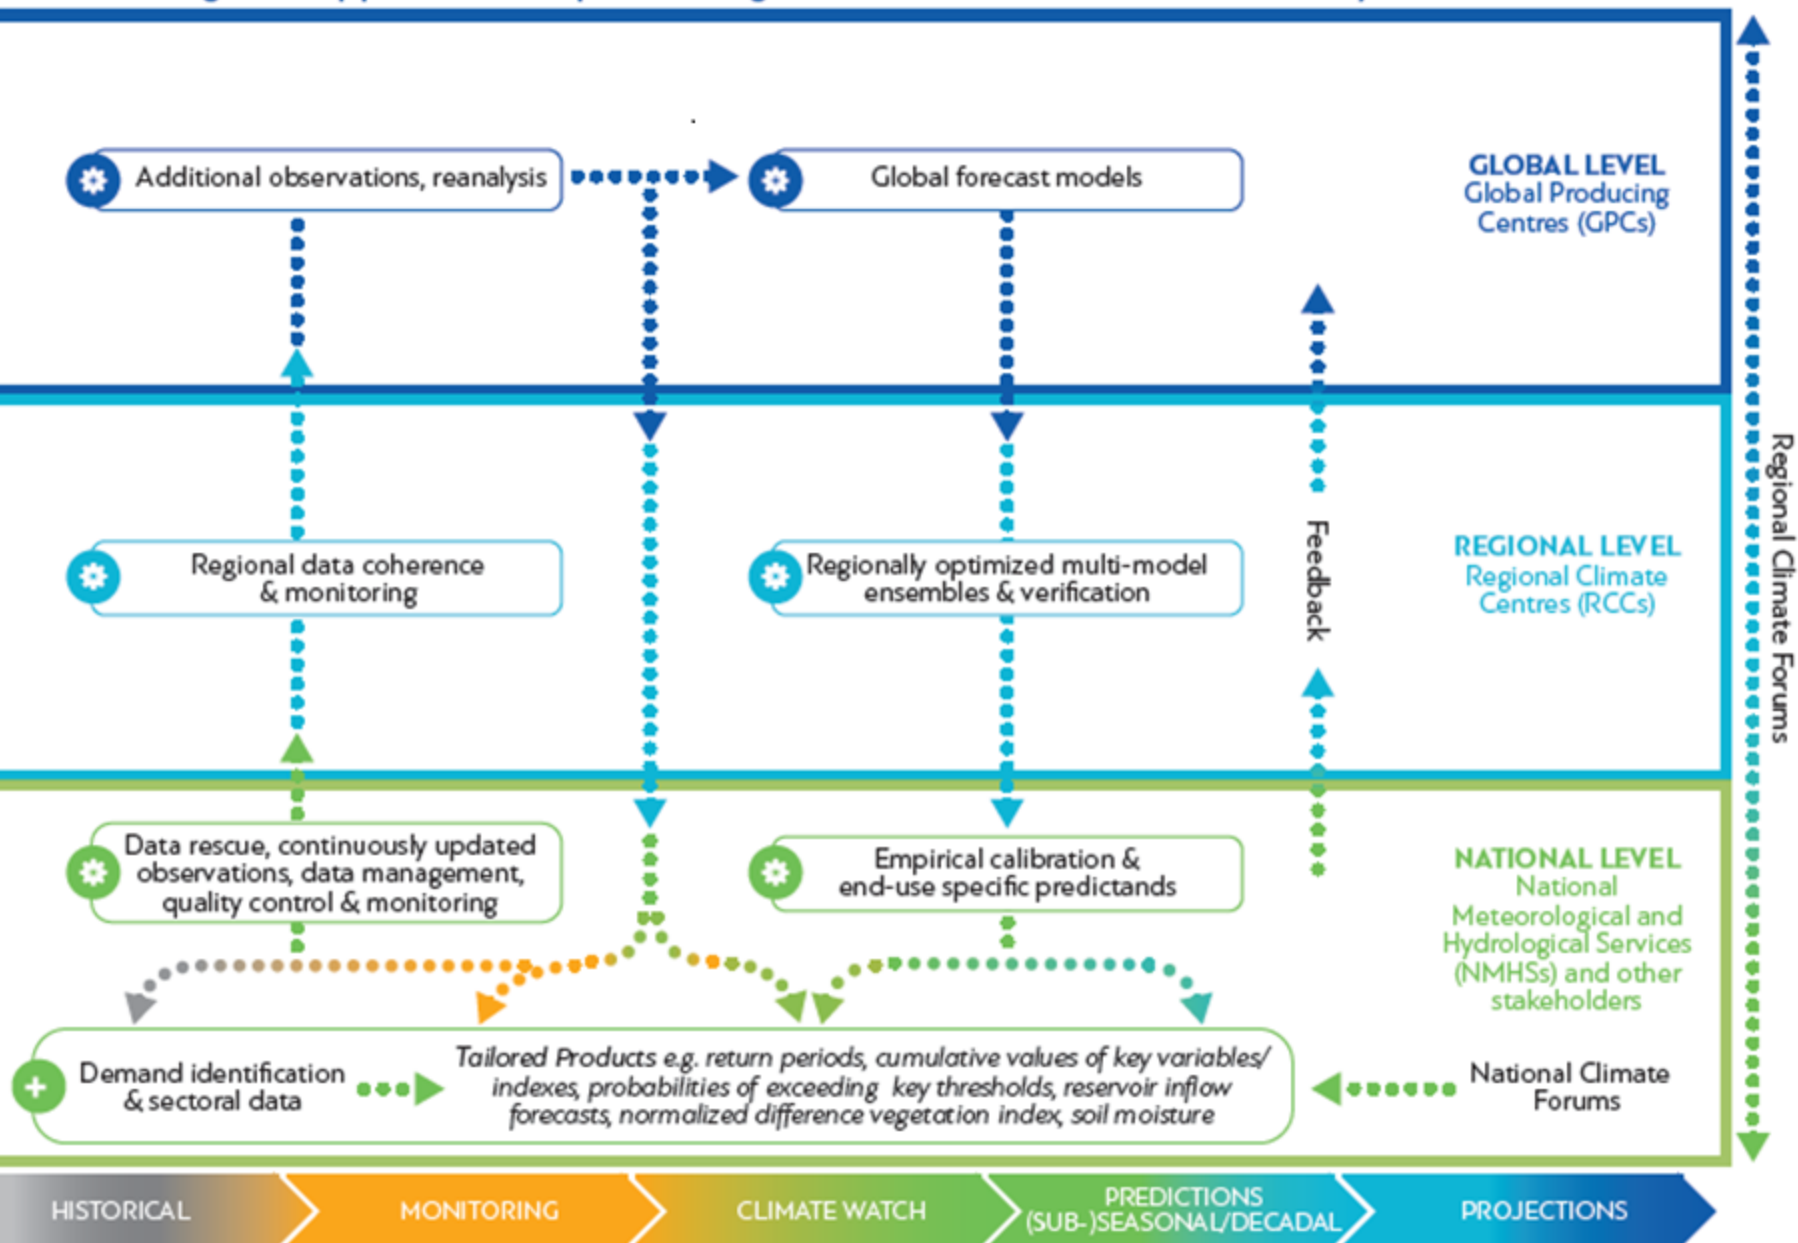 Additional observations, reanalysis
Global forecast models
GLOBAL LEVEL
Global Producing
Centres (GPCs)
Regional data coherence
& monitoring
Regionally optimized multi-model
ensembles & verification
Feedback
REGIONAL LEVEL
Regional Climate
Centres (RCCs)
Regional Climate Forums
Data rescue, continuously updated
observations, data management,
quality control & monitoring
Empirical calibration &
end-use specific predictands
NATIONAL LEVEL
National
Meteorological and
Hydrological Services
(NMHSs) and other
stakeholders
Demand identification
& sectoral data
Tailored Products e.g. return periods, cumulative values of key variables/
indexes, probabilities of exceeding key thresholds, reservoir inflow
forecasts, normalized difference vegetation index, soil moisture
National Climate
Forums
HISTORICAL
MONITORING
CLIMATE WATCH
PREDICTIONS
(SUB-)SEASONAL/DECADAL
PROJECTIONS